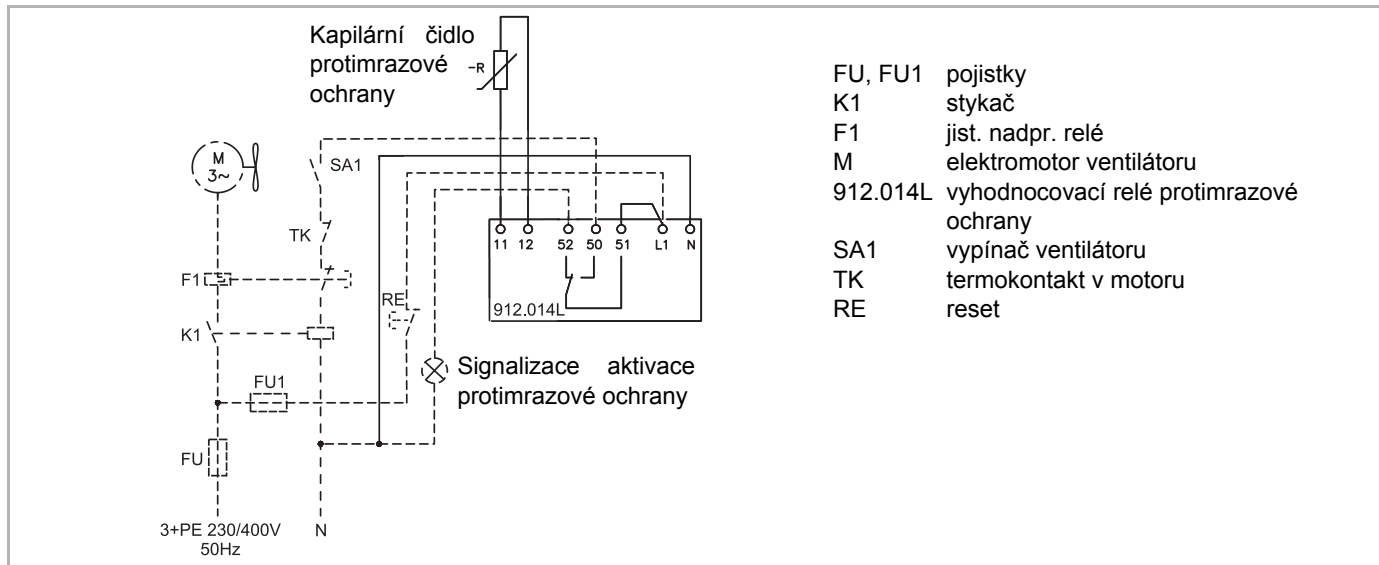 Kapilární čidlo
protimrazové
ochrany
-R
M
3~
SA1
TK
F1
K1
RE
FU1
FU
11 12 52 50 51 L1 N
912.014L
Signalizace aktivace
protimrazové ochrany
3+PE 230/400V
50Hz
N
FU, FU1 pojistky
K1 stykač
F1 jist. nadpr. relé
M elektromotor ventilátoru
912.014L vyhodnocovací relé protimrazové
ochrany
SA1 vypínač ventilátoru
TK termokontakt v motoru
RE reset